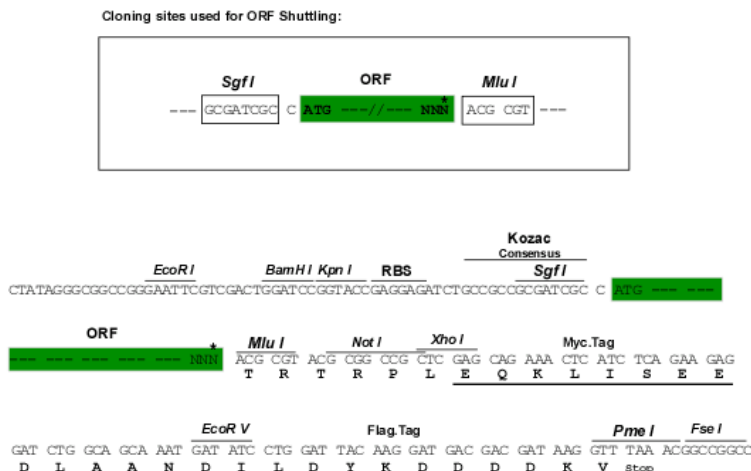 Cloning sites used for ORF Shuttling:
Sgf I ORF Mlu I
--- GCGATCGC C ATG ---//--- NNN* ACG CGT ---
Kozac
Consensus
EcoR I BamH I Kpn I RBS Sgf I
CTATAGGGCGGCCGGGAATTCGTCGACTGGATCCGGTACCGAGGAGATCTGCCGCCGCGATCGC C ATG --- ---
ORF Mlu I Not I Xho I Myc.Tag
--- --- --- --- --- --- NNN* ACG CGT ACG CGG CCG CTC GAG CAG AAA CTC ATC TCA GAA GAG
T R T R P L E Q K L I S E E
EcoR V Flag.Tag Pme I Fse I
GAT CTG GCA GCA AAT GAT ATC CTG GAT TAC AAG GAT GAC GAC GAT AAG GTT TAA ACGGCCGGCC
D L A A N D I L D Y K D D D D K V Stop